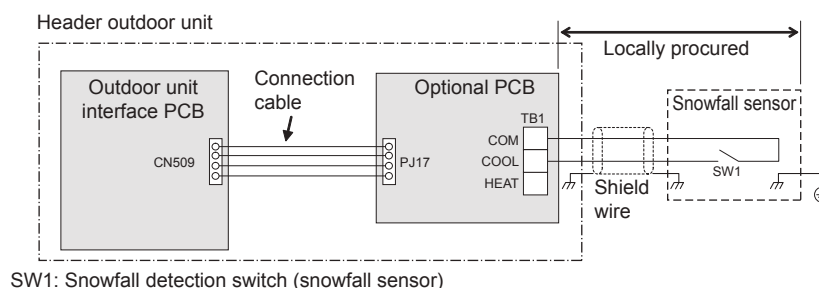 Header outdoor unit
Locally procured
Outdoor unit
interface PCB
Connection
cable
Optional PCB
Snowfall sensor
TB1
COM
COOL
HEAT
CN509
PJ17
SW1
Shield
wire
SW1: Snowfall detection switch (snowfall sensor)